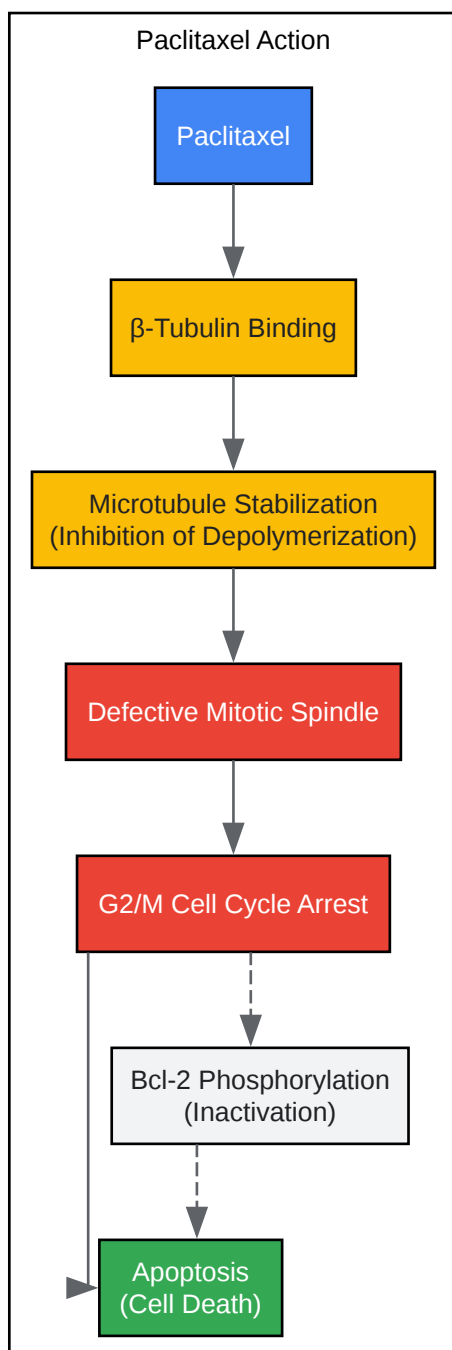 Paclitaxel Action
Paclitaxel
β-Tubulin Binding
Microtubule Stabilization
(Inhibition of Depolymerization)
Defective Mitotic Spindle
G2/M Cell Cycle Arrest
Bcl-2 Phosphorylation
(Inactivation)
Apoptosis
(Cell Death)